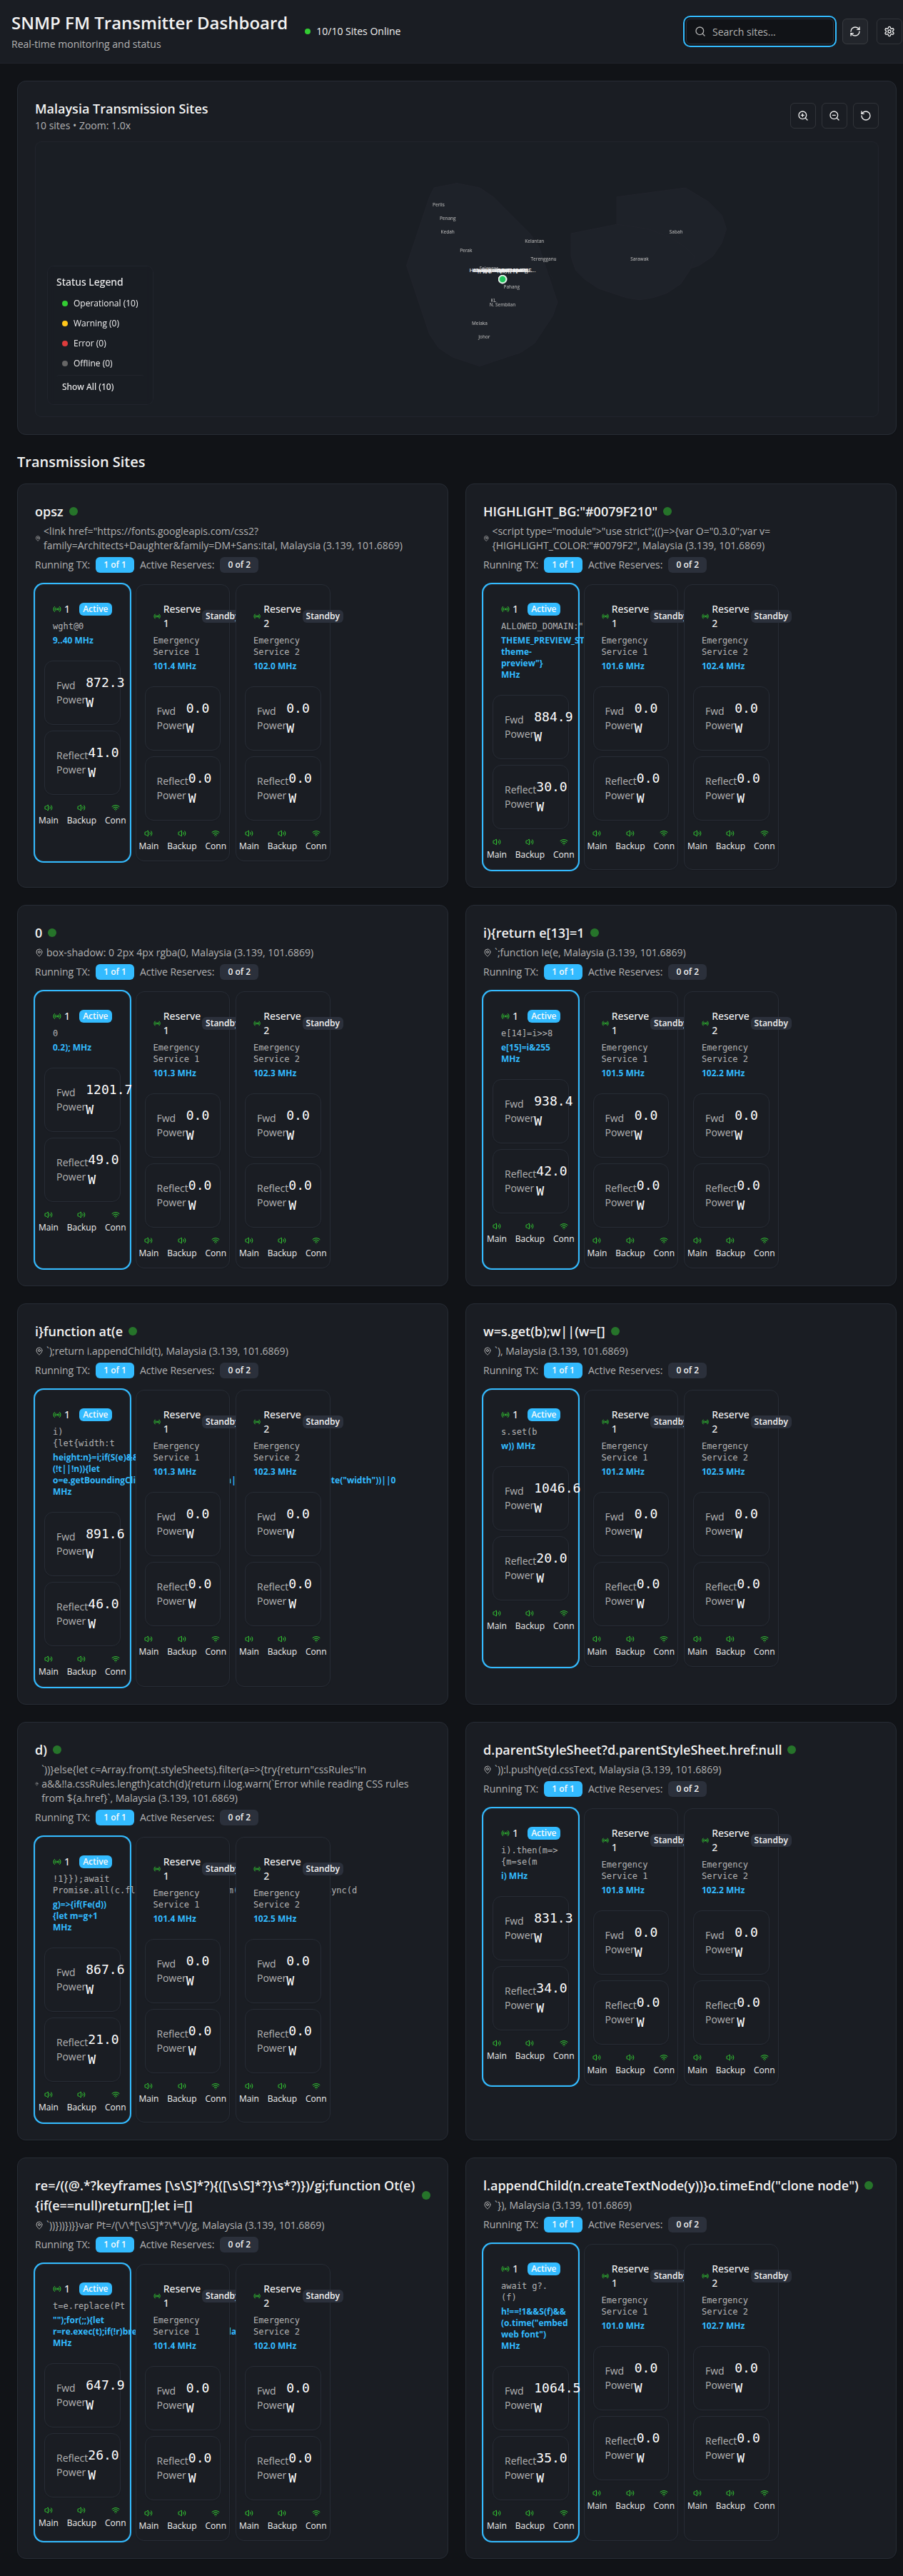 SNMP FM Transmitter Dashboard
Real-time monitoring and status
10/10 Sites Online
Search sites...
Malaysia Transmission Sites
10 sites • Zoom: 1.0x
Perlis
Penang
Kedah
Perak
Kelantan
Terengganu
Pahang
KL
N. Sembilan
Melaka
Johor
Sabah
Sarawak
Status Legend
Operational (10)
Warning (0)
Error (0)
Offline (0)
Show All (10)
Transmission Sites
opsz
<link href="https://fonts.googleapis.com/css2?
family=Architects+Daughter&family=DM+Sans:ital, Malaysia (3.139, 101.6869)
Running TX: 1 of 1 Active Reserves: 0 of 2
1 Active
wght@0
9..40 MHz
Fwd Power 872.3 W
Reflect Power 41.0 W
Main Backup Conn
Reserve 1 Standby
Emergency Service 1
101.4 MHz
Fwd Power 0.0 W
Reflect Power 0.0 W
Main Backup Conn
Reserve 2 Standby
Emergency Service 2
102.0 MHz
Fwd Power 0.0 W
Reflect Power 0.0 W
Main Backup Conn
HIGHLIGHT_BG:"#0079F210"
<script type="module">"use strict";(()=>{var O="0.3.0";var v=
{HIGHLIGHT_COLOR:"#0079F2", Malaysia (3.139, 101.6869)
Running TX: 1 of 1 Active Reserves: 0 of 2
1 Active
ALLOWED_DOMAIN:"
THEME_PREVIEW_ST
theme-
preview"}
MHz
Fwd Power 884.9 W
Reflect Power 30.0 W
Main Backup Conn
Reserve 1 Standby
Emergency Service 1
101.6 MHz
Fwd Power 0.0 W
Reflect Power 0.0 W
Main Backup Conn
Reserve 2 Standby
Emergency Service 2
102.4 MHz
Fwd Power 0.0 W
Reflect Power 0.0 W
Main Backup Conn
0
box-shadow: 0 2px 4px rgba(0, Malaysia (3.139, 101.6869)
Running TX: 1 of 1 Active Reserves: 0 of 2
1 Active
0
0.2); MHz
Fwd Power 1201.7 W
Reflect Power 49.0 W
Main Backup Conn
Reserve 1 Standby
Emergency Service 1
101.3 MHz
Fwd Power 0.0 W
Reflect Power 0.0 W
Main Backup Conn
Reserve 2 Standby
Emergency Service 2
102.3 MHz
Fwd Power 0.0 W
Reflect Power 0.0 W
Main Backup Conn
i){return e[13]=1
`;function Ie(e, Malaysia (3.139, 101.6869)
Running TX: 1 of 1 Active Reserves: 0 of 2
1 Active
e[14]=i>>8
e[15]=i&255
MHz
Fwd Power 938.4 W
Reflect Power 42.0 W
Main Backup Conn
Reserve 1 Standby
Emergency Service 1
101.5 MHz
Fwd Power 0.0 W
Reflect Power 0.0 W
Main Backup Conn
Reserve 2 Standby
Emergency Service 2
102.2 MHz
Fwd Power 0.0 W
Reflect Power 0.0 W
Main Backup Conn
i}function at(e
`);return i.appendChild(t), Malaysia (3.139, 101.6869)
Running TX: 1 of 1 Active Reserves: 0 of 2
1 Active
i)
{let{width:t
height:n}=i;if(S(e)&&
(!t||!n)){let
o=e.getBoundingCli te("width"))||0
MHz
Fwd Power 891.6 W
Reflect Power 46.0 W
Main Backup Conn
Reserve 1 Standby
Emergency Service 1
101.3 MHz
Fwd Power 0.0 W
Reflect Power 0.0 W
Main Backup Conn
Reserve 2 Standby
Emergency Service 2
102.3 MHz
Fwd Power 0.0 W
Reflect Power 0.0 W
Main Backup Conn
w=s.get(b);w||(w=[]
`), Malaysia (3.139, 101.6869)
Running TX: 1 of 1 Active Reserves: 0 of 2
1 Active
s.set(b
w)) MHz
Fwd Power 1046.6 W
Reflect Power 20.0 W
Main Backup Conn
Reserve 1 Standby
Emergency Service 1
101.2 MHz
Fwd Power 0.0 W
Reflect Power 0.0 W
Main Backup Conn
Reserve 2 Standby
Emergency Service 2
102.5 MHz
Fwd Power 0.0 W
Reflect Power 0.0 W
Main Backup Conn
d)
`))}else{let c=Array.from(t.styleSheets).filter(a=>{try{return"cssRules"in
a&&!!a.cssRules.length}catch(d){return i.log.warn(`Error while reading CSS rules
from ${a.href}`, Malaysia (3.139, 101.6869)
Running TX: 1 of 1 Active Reserves: 0 of 2
1 Active
!1}});await
Promise.all(c.fl ync(d
g)=>{if(Fe(d))
{let m=g+1
MHz
Fwd Power 867.6 W
Reflect Power 21.0 W
Main Backup Conn
Reserve 1 Standby
Emergency Service 1
101.4 MHz
Fwd Power 0.0 W
Reflect Power 0.0 W
Main Backup Conn
Reserve 2 Standby
Emergency Service 2
102.5 MHz
Fwd Power 0.0 W
Reflect Power 0.0 W
Main Backup Conn
d.parentStyleSheet?d.parentStyleSheet.href:null
`)):l.push(ye(d.cssText, Malaysia (3.139, 101.6869)
Running TX: 1 of 1 Active Reserves: 0 of 2
1 Active
i).then(m=>
{m=se(m
i) MHz
Fwd Power 831.3 W
Reflect Power 34.0 W
Main Backup Conn
Reserve 1 Standby
Emergency Service 1
101.8 MHz
Fwd Power 0.0 W
Reflect Power 0.0 W
Main Backup Conn
Reserve 2 Standby
Emergency Service 2
102.2 MHz
Fwd Power 0.0 W
Reflect Power 0.0 W
Main Backup Conn
re=/((@.*?keyframes [\s\S]*?){([\s\S]*?}\s*?)})/gi;function Ot(e)
{if(e==null)return[];let i=[]
`))}))})}}var Pt=/(\/\*[\s\S]*?\*\/)/g, Malaysia (3.139, 101.6869)
Running TX: 1 of 1 Active Reserves: 0 of 2
1 Active
t=e.replace(Pt
"");for(;;){let
r=re.exec(t);if(!r)bre
MHz
Fwd Power 647.9 W
Reflect Power 26.0 W
Main Backup Conn
Reserve 1 Standby
Emergency Service 1
101.4 MHz
Fwd Power 0.0 W
Reflect Power 0.0 W
Main Backup Conn
Reserve 2 Standby
Emergency Service 2
102.0 MHz
Fwd Power 0.0 W
Reflect Power 0.0 W
Main Backup Conn
l.appendChild(n.createTextNode(y))}o.timeEnd("clone node")
`}), Malaysia (3.139, 101.6869)
Running TX: 1 of 1 Active Reserves: 0 of 2
1 Active
await g?.
(f)
h!==!1&&S(f)&&
(o.time("embed
web font")
MHz
Fwd Power 1064.5 W
Reflect Power 35.0 W
Main Backup Conn
Reserve 1 Standby
Emergency Service 1
101.0 MHz
Fwd Power 0.0 W
Reflect Power 0.0 W
Main Backup Conn
Reserve 2 Standby
Emergency Service 2
102.7 MHz
Fwd Power 0.0 W
Reflect Power 0.0 W
Main Backup Conn